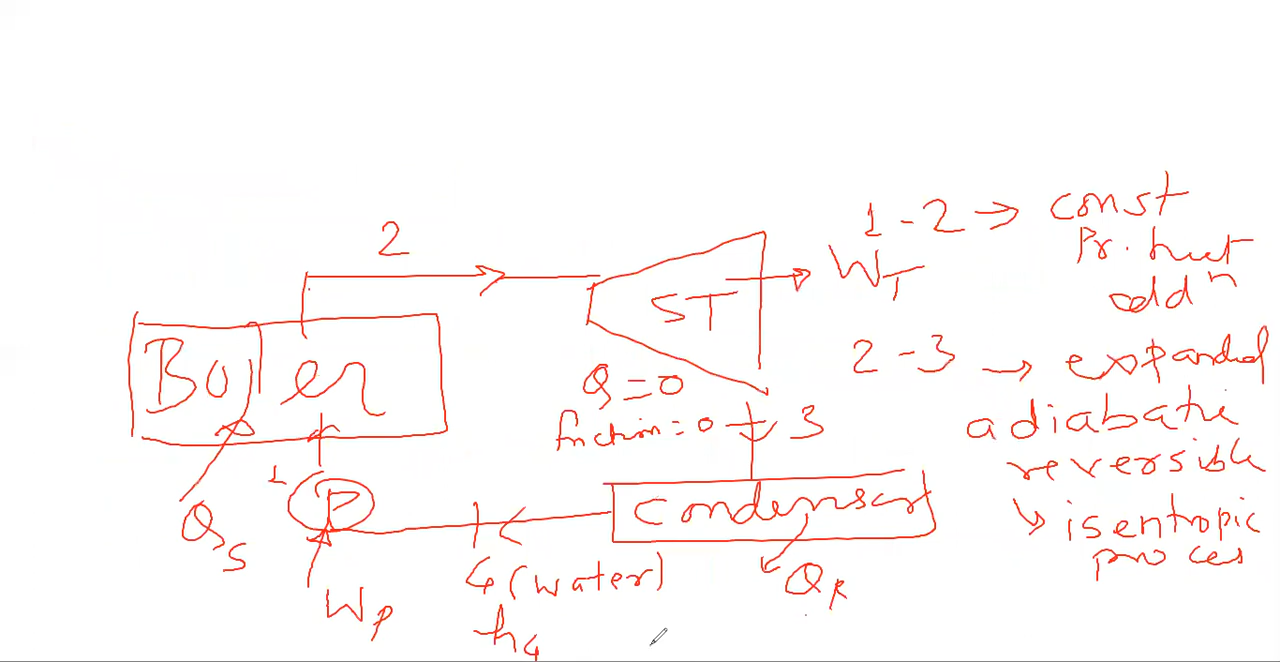 2
1 - 2 → const
Pr. heat
addⁿ
WT
ST
Boiler
2 - 3 → expanded
Q = 0
adiabatic
friction = 0
3
reversible
1
P
condenser
↳ isentropic
proces
QS
4 (water)
QR
WP
h4